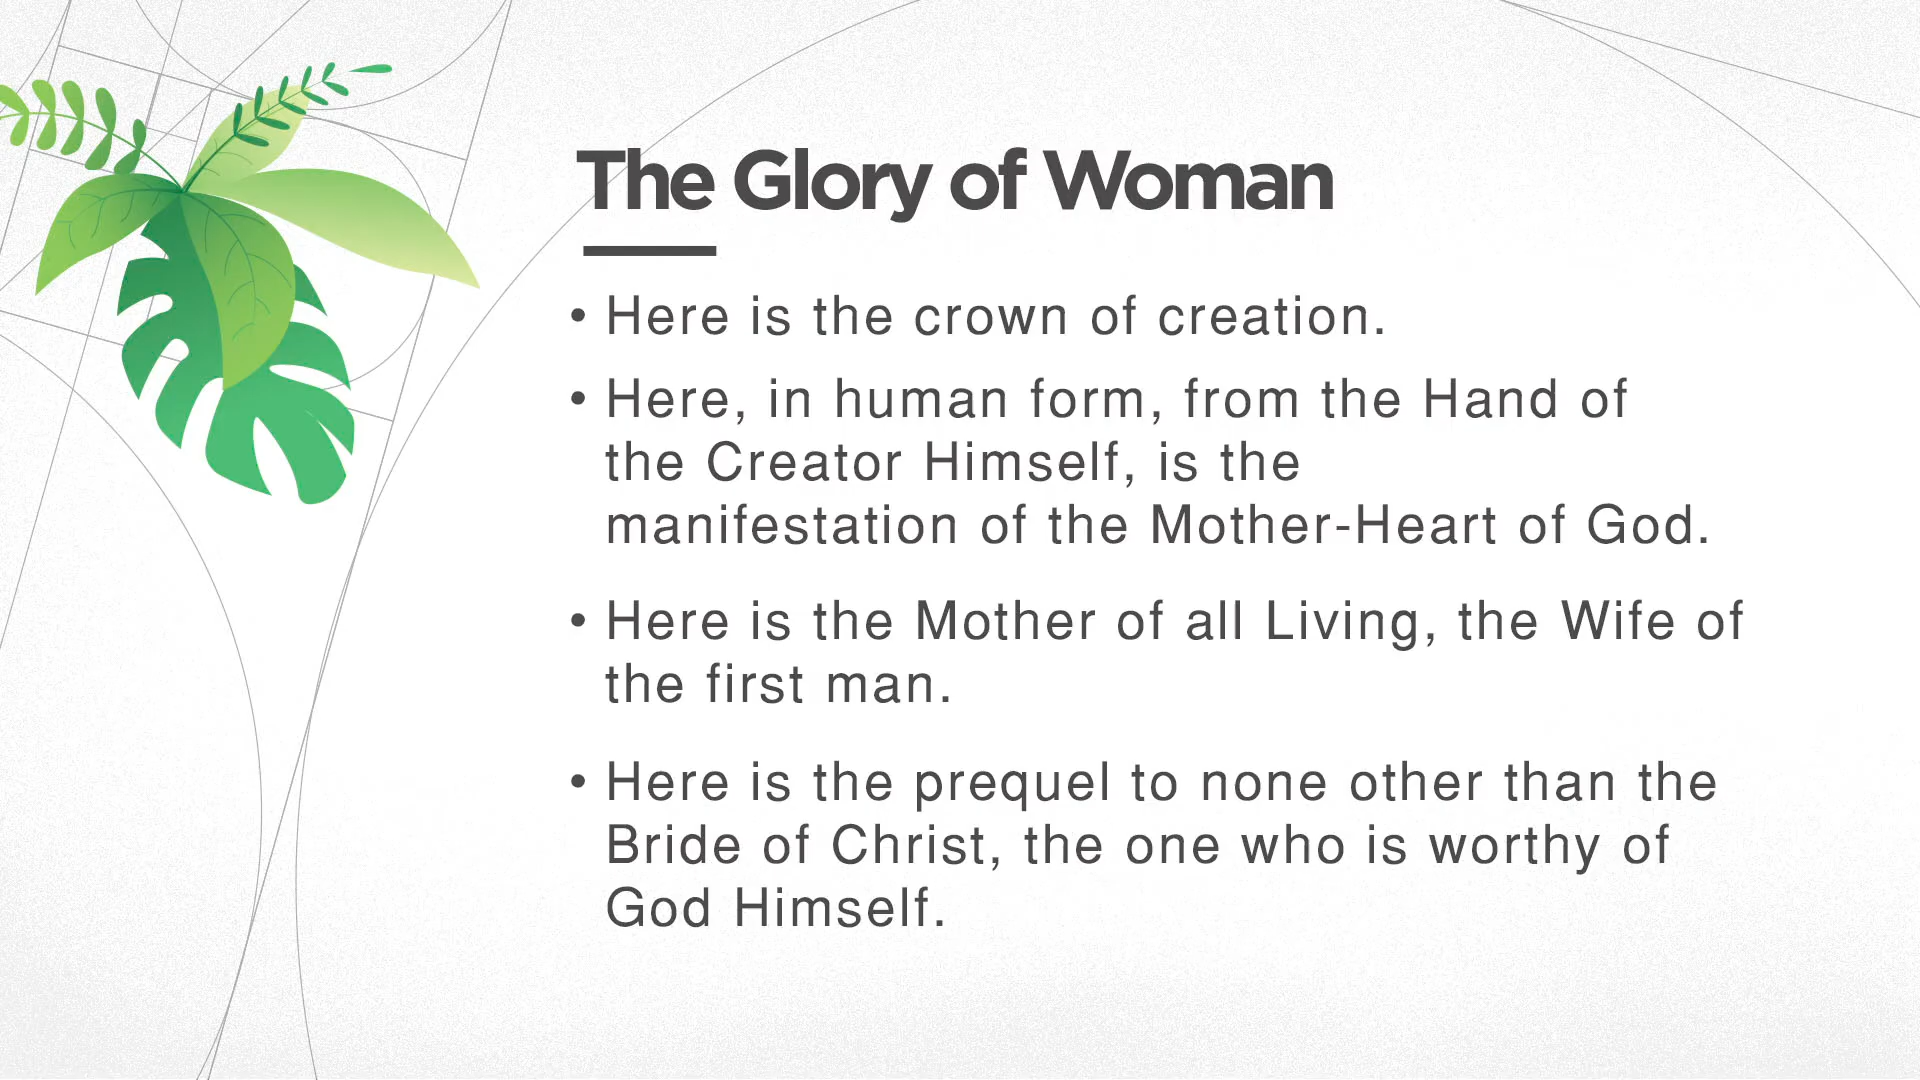 The Glory of Woman
• Here is the crown of creation.
• Here, in human form, from the Hand of
the Creator Himself, is the
manifestation of the Mother-Heart of God.
• Here is the Mother of all Living, the Wife of
the first man.
• Here is the prequel to none other than the
Bride of Christ, the one who is worthy of
God Himself.